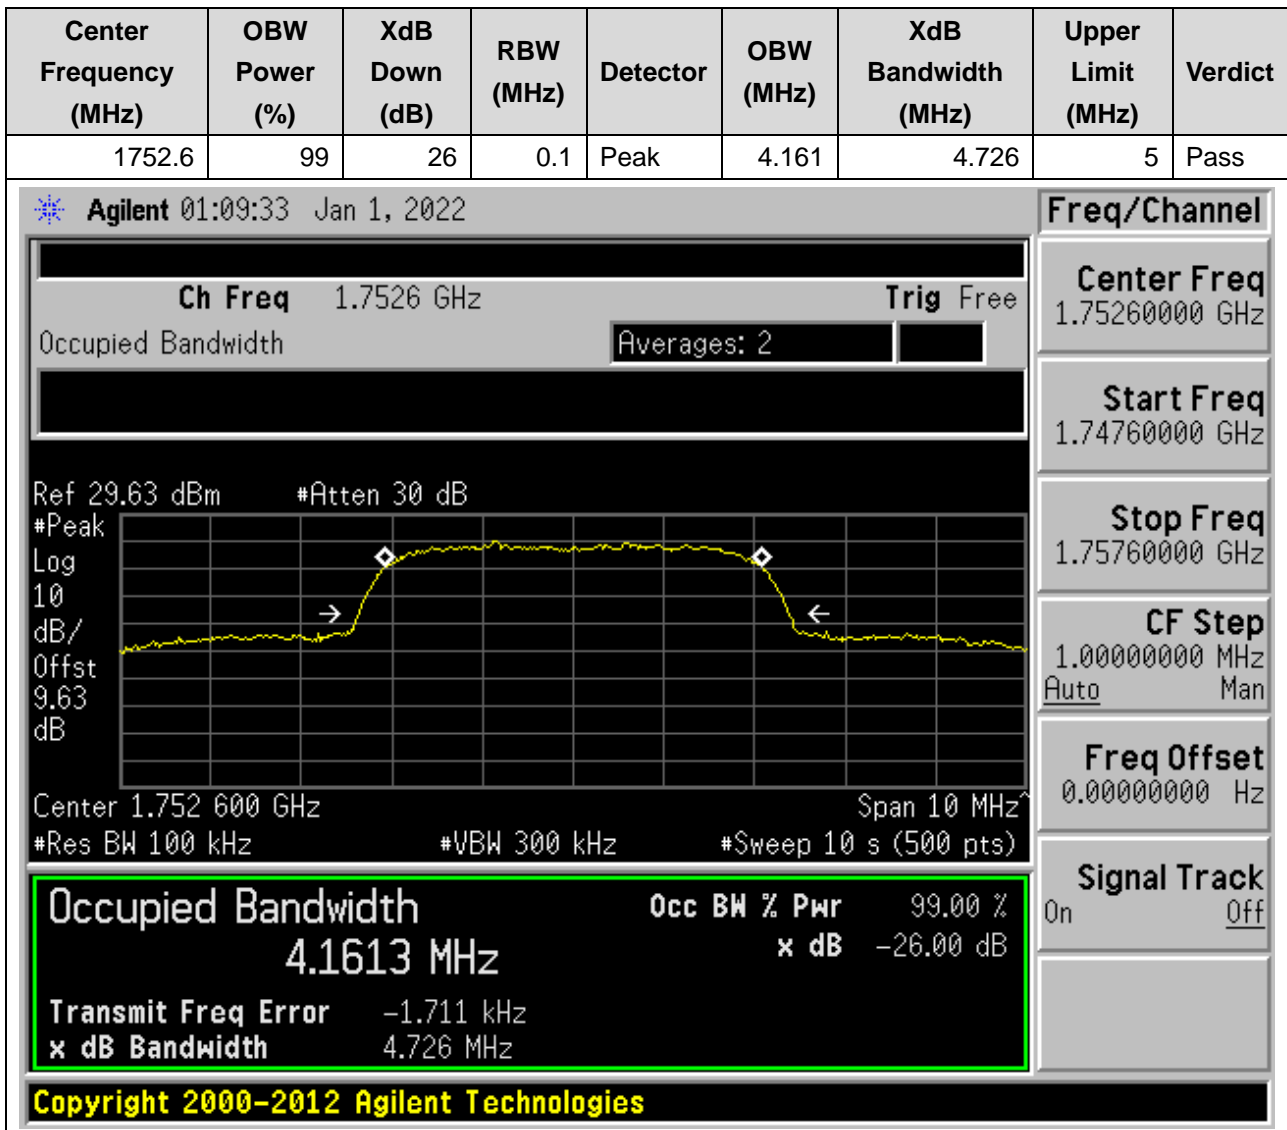 Center Frequency (MHz) OBW Power (%) XdB Down (dB) RBW (MHz) Detector OBW (MHz) XdB Bandwidth (MHz) Upper Limit (MHz) Verdict
1752.6 99 26 0.1 Peak 4.161 4.726 5 Pass
Agilent 01:09:33 Jan 1, 2022
Ch Freq 1.7526 GHz Trig Free
Occupied Bandwidth Averages: 2
Ref 29.63 dBm #Atten 30 dB
#Peak
Log
10
dB/
Offst
9.63
dB
Center 1.752 600 GHz Span 10 MHz^
#Res BW 100 kHz #VBW 300 kHz #Sweep 10 s (500 pts)
Occupied Bandwidth Occ BW % Pwr 99.00 %
4.1613 MHz x dB -26.00 dB
Transmit Freq Error -1.711 kHz
x dB Bandwidth 4.726 MHz
Copyright 2000-2012 Agilent Technologies
Freq/Channel
Center Freq
1.75260000 GHz
Start Freq
1.74760000 GHz
Stop Freq
1.75760000 GHz
CF Step
1.00000000 MHz
Auto Man
Freq Offset
0.00000000 Hz
Signal Track
On Off